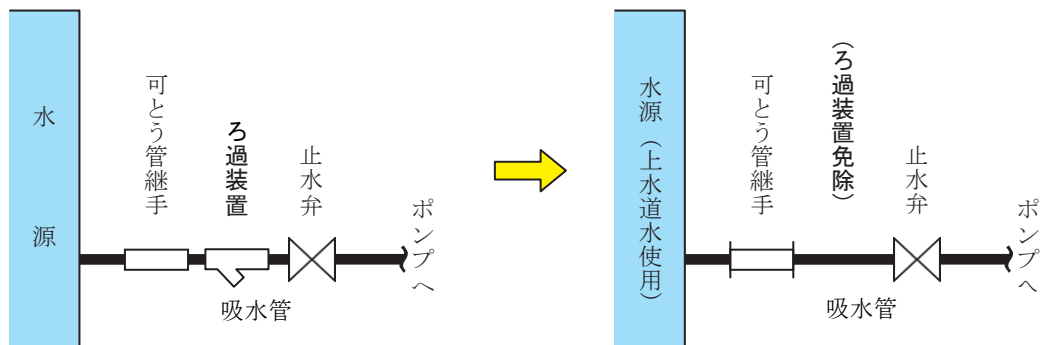 水源
可とう管継手
ろ過装置
止水弁
ポンプへ
吸水管
水源(上水道水使用)
可とう管継手
(ろ過装置免除)
止水弁
ポンプへ
吸水管